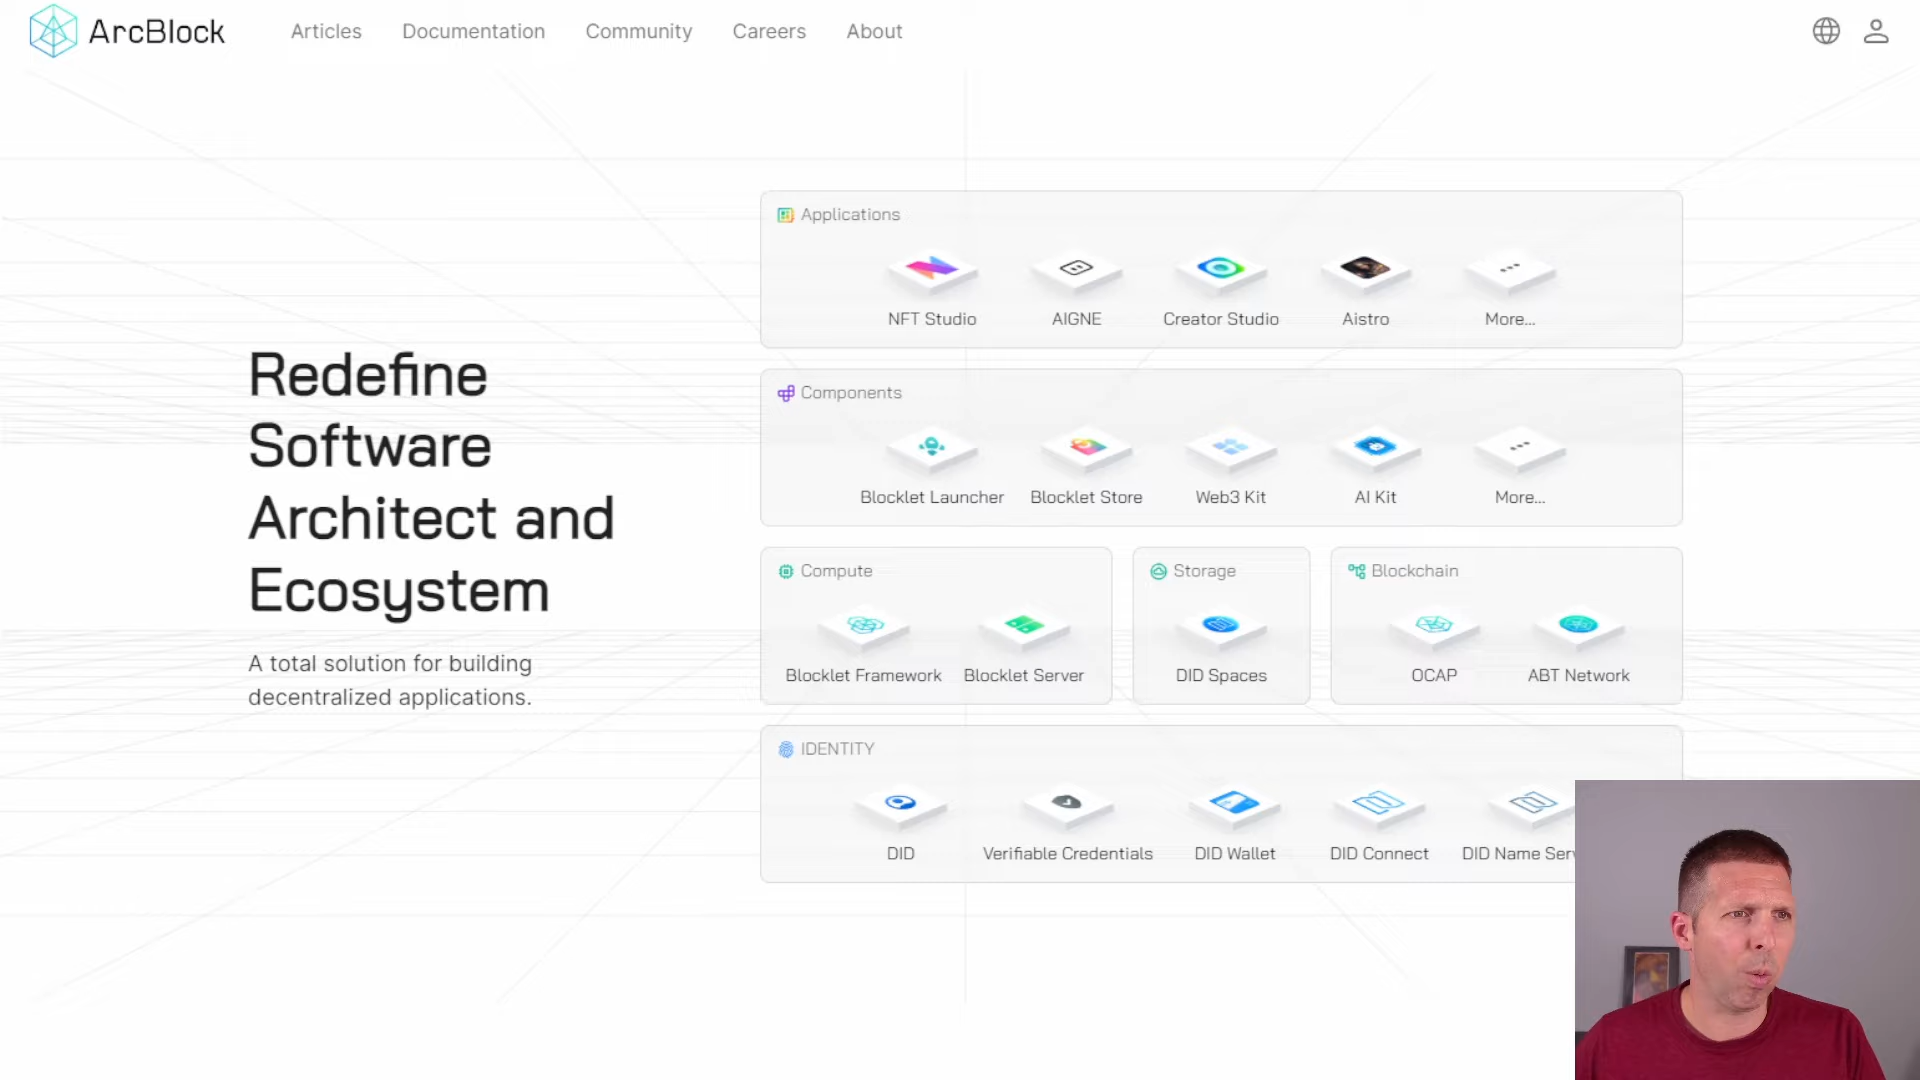 ArcBlock
Articles
Documentation
Community
Careers
About
Redefine
Software
Architect and
Ecosystem
A total solution for building
decentralized applications.
Applications
NFT Studio
AIGNE
Creator Studio
Aistro
More...
Components
Blocklet Launcher
Blocklet Store
Web3 Kit
AI Kit
More...
Compute
Blocklet Framework
Blocklet Server
Storage
DID Spaces
Blockchain
OCAP
ABT Network
IDENTITY
DID
Verifiable Credentials
DID Wallet
DID Connect
DID Name